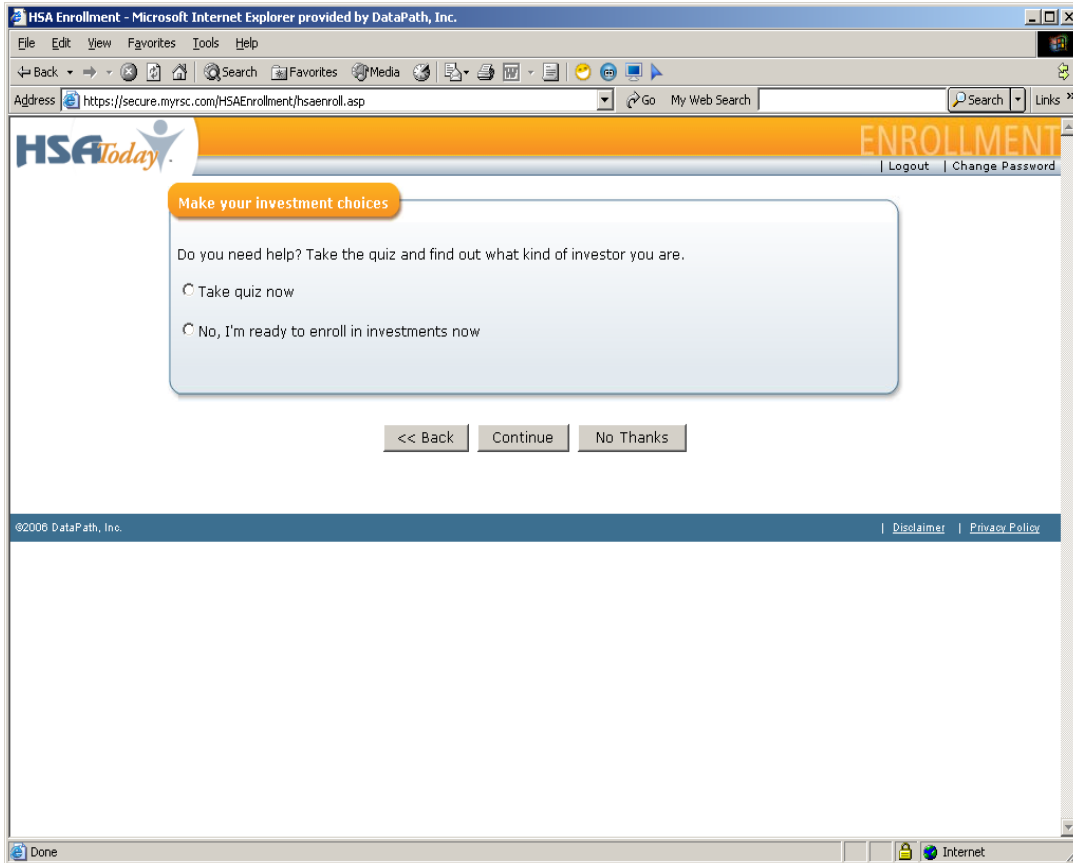 HSA Enrollment - Microsoft Internet Explorer provided by DataPath, Inc.
File Edit View Favorites Tools Help
Back Search Favorites Media
Address https://secure.myrsc.com/HSAEnrollment/hsaenroll.asp Go My Web Search Search Links »
HSAToday.
ENROLLMENT
| Logout | Change Password
Make your investment choices
Do you need help? Take the quiz and find out what kind of investor you are.
Take quiz now
No, I'm ready to enroll in investments now
<< Back Continue No Thanks
©2006 DataPath, Inc. | Disclaimer | Privacy Policy
Done Internet